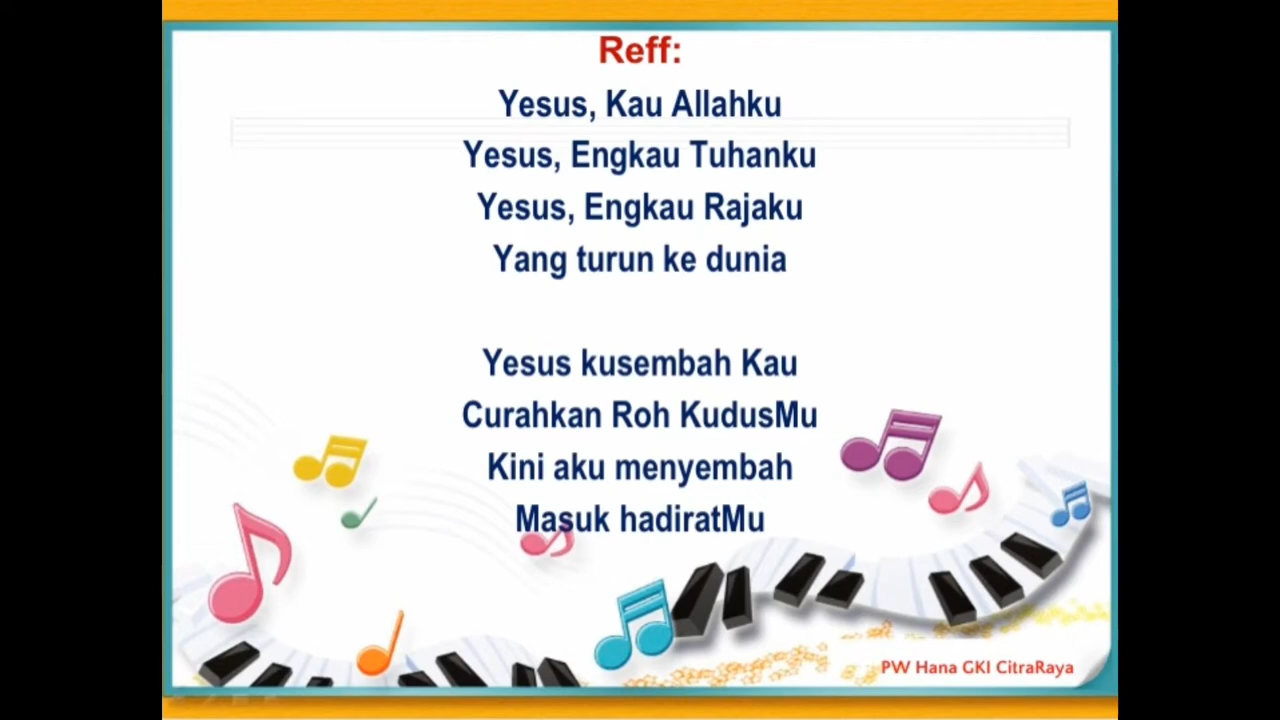 Reff:
Yesus, Kau Allahku
Yesus, Engkau Tuhanku
Yesus, Engkau Rajaku
Yang turun ke dunia
Yesus kusembah Kau
Curahkan Roh KudusMu
Kini aku menyembah
Masuk hadiratMu
PW Hana GKI CitraRaya